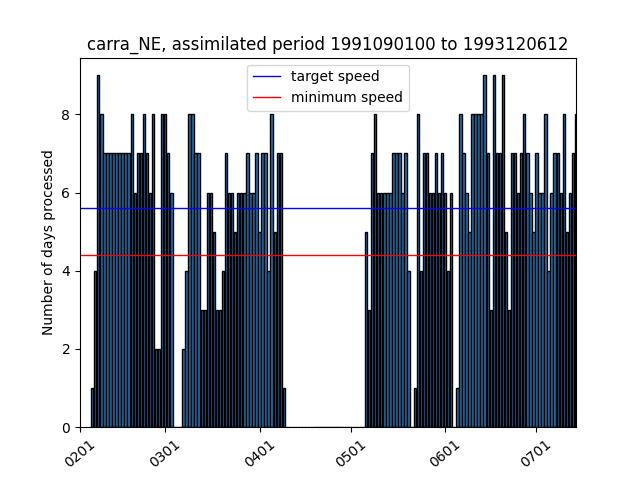 carra_NE, assimilated period 1991090100 to 1993120612
target speed
minimum speed
Number of days processed
8
6
4
2
0
0201
0301
0401
0501
0601
0701